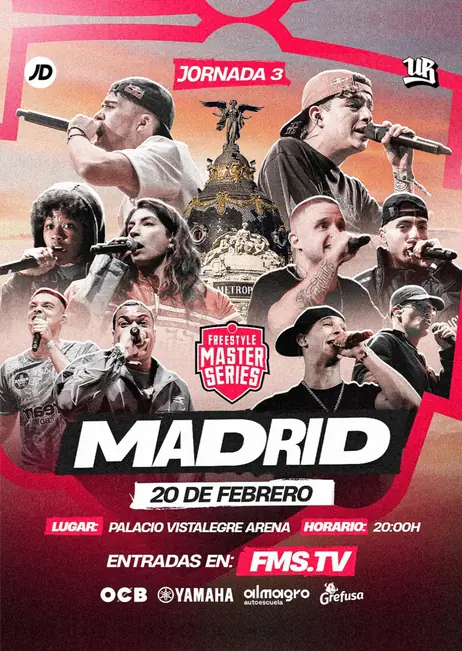 JD
JORNADA 3
UR
METROP
FREESTYLE
MASTER
SERIES
MADRID
20 DE FEBRERO
LUGAR: PALACIO VISTALEGRE ARENA HORARIO: 20:00H
ENTRADAS EN: FMS.TV
OCB YAMAHA almagro autoescuela Grefusa